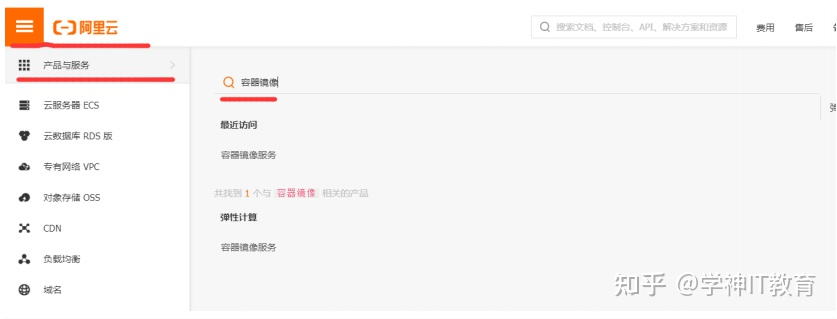 阿里云
搜索文档、控制台、API、解决方案和资源
费用
售后
产品与服务
容器镜像
云服务器 ECS
最近访问
云数据库 RDS 版
容器镜像服务
专有网络 VPC
共找到 1 个与 容器镜像 相关的产品
对象存储 OSS
弹性计算
CDN
容器镜像服务
负载均衡
域名
知乎 @学神IT教育